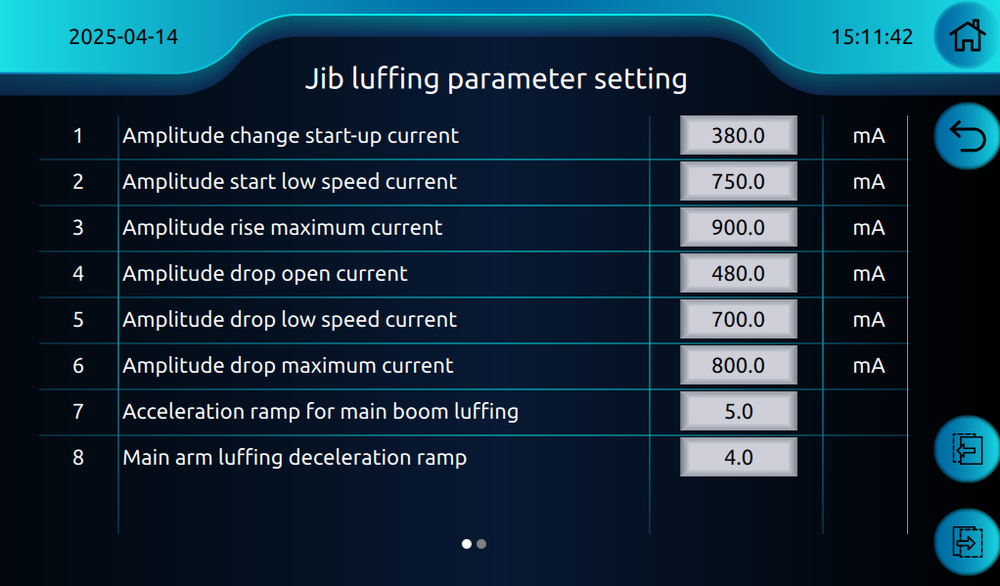 2025-04-14 15:11:42
Jib luffing parameter setting
1 Amplitude change start-up current 380.0 mA
2 Amplitude start low speed current 750.0 mA
3 Amplitude rise maximum current 900.0 mA
4 Amplitude drop open current 480.0 mA
5 Amplitude drop low speed current 700.0 mA
6 Amplitude drop maximum current 800.0 mA
7 Acceleration ramp for main boom luffing 5.0
8 Main arm luffing deceleration ramp 4.0